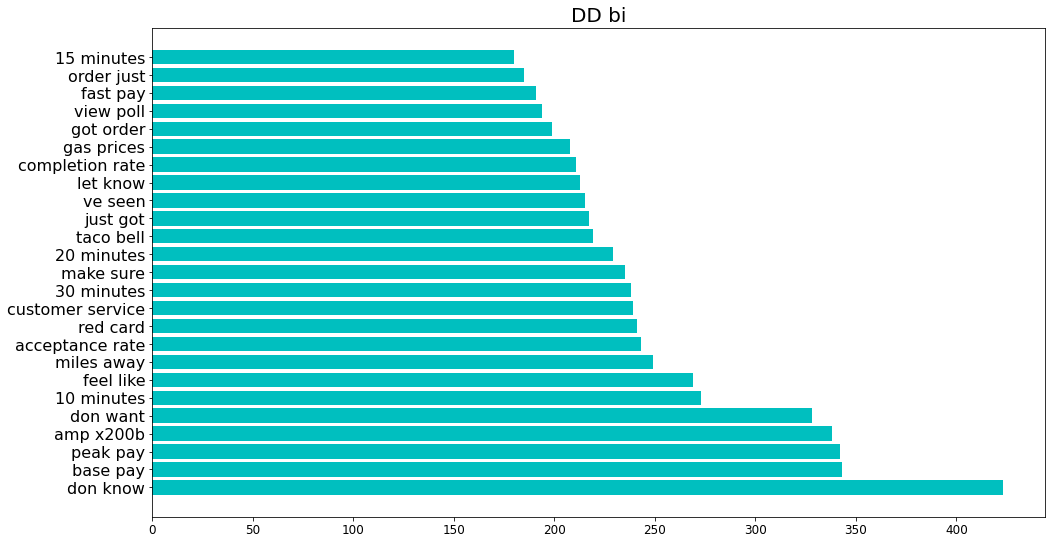 DD bi
15 minutes
order just
fast pay
view poll
got order
gas prices
completion rate
let know
ve seen
just got
taco bell
20 minutes
make sure
30 minutes
customer service
red card
acceptance rate
miles away
feel like
10 minutes
don want
amp x200b
peak pay
base pay
don know
0 50 100 150 200 250 300 350 400